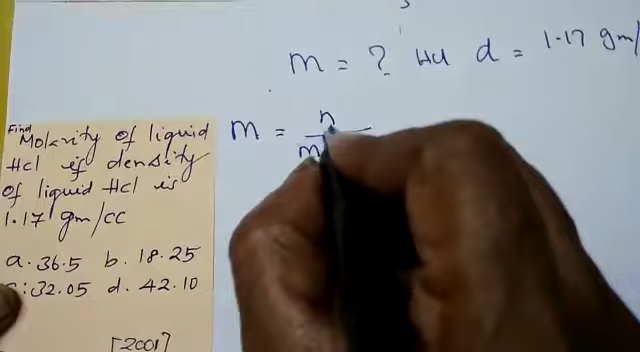 m = ? HCl d = 1.17 gm/
m = n
m
Find
Molarity of liquid
HCl if density
of liquid HCl is
1.17 gm/cc
a. 36.5 b. 18.25
c: 32.05 d. 42.10
[2001]